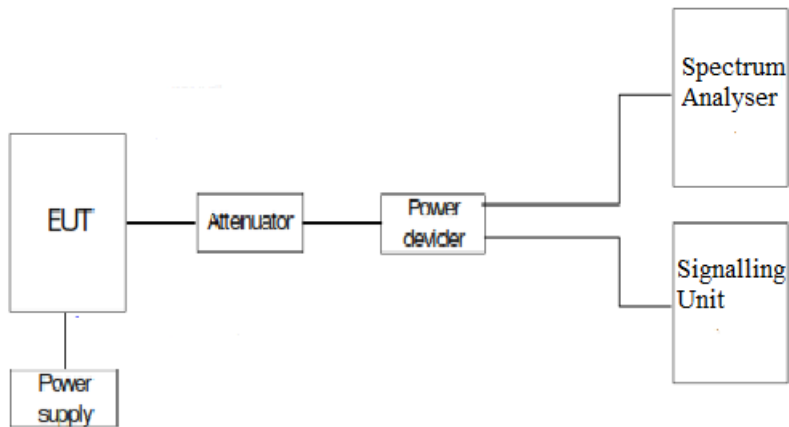 Spectrum
Analyser
EUT
Attenuator
Power
devider
Signalling
Unit
Power
supply